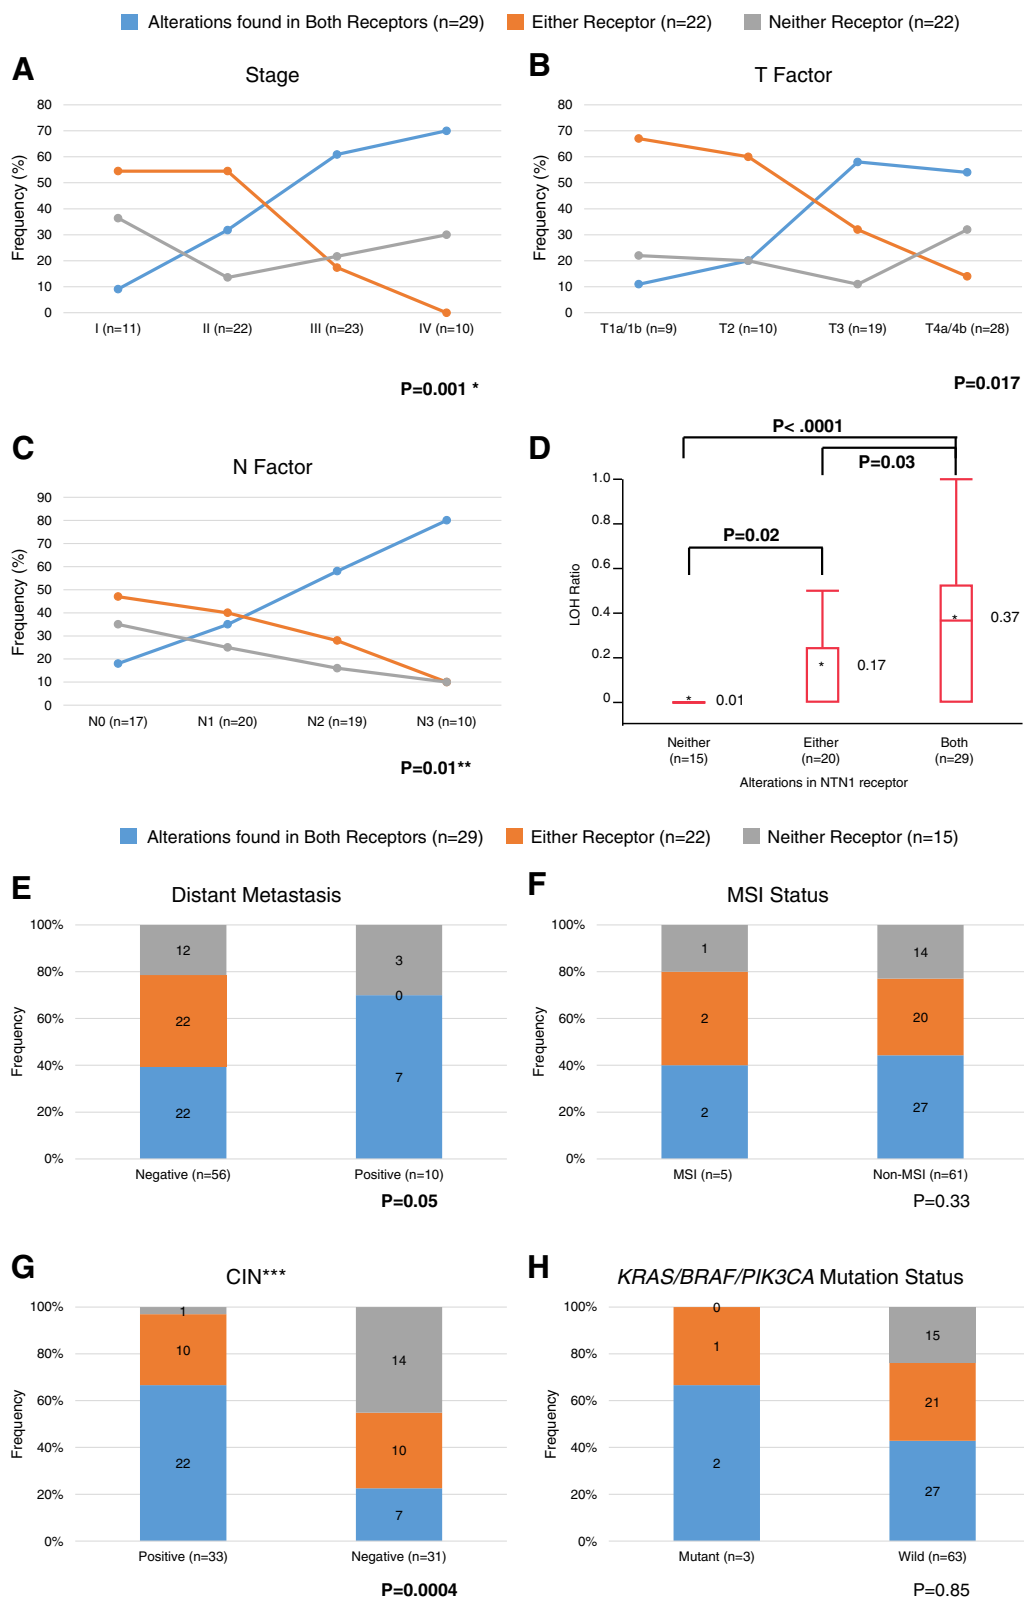 Alterations found in Both Receptors (n=29) Either Receptor (n=22) Neither Receptor (n=22)
A
Stage
Frequency (%)
80
70
60
50
40
30
20
10
0
I (n=11) II (n=22) III (n=23) IV (n=10)
P=0.001 *
B
T Factor
Frequency (%)
80
70
60
50
40
30
20
10
0
T1a/1b (n=9) T2 (n=10) T3 (n=19) T4a/4b (n=28)
P=0.017
C
N Factor
Frequency (%)
90
80
70
60
50
40
30
20
10
0
N0 (n=17) N1 (n=20) N2 (n=19) N3 (n=10)
P=0.01**
D
P< .0001
P=0.03
P=0.02
LOH Ratio
1.0
0.8
0.6
0.4
0.2
0
* 0.01
* 0.17
* 0.37
Neither Either Both
(n=15) (n=20) (n=29)
Alterations in NTN1 receptor
Alterations found in Both Receptors (n=29) Either Receptor (n=22) Neither Receptor (n=15)
E
Distant Metastasis
Frequency
100%
80%
60%
40%
20%
0%
12
22
22
3
0
7
Negative (n=56) Positive (n=10)
P=0.05
F
MSI Status
Frequency
100%
80%
60%
40%
20%
0%
1
2
2
14
20
27
MSI (n=5) Non-MSI (n=61)
P=0.33
G
CIN***
Frequency
100%
80%
60%
40%
20%
0%
1
10
22
14
10
7
Positive (n=33) Negative (n=31)
P=0.0004
H
KRAS/BRAF/PIK3CA Mutation Status
Frequency
100%
80%
60%
40%
20%
0%
0
1
2
15
21
27
Mutant (n=3) Wild (n=63)
P=0.85